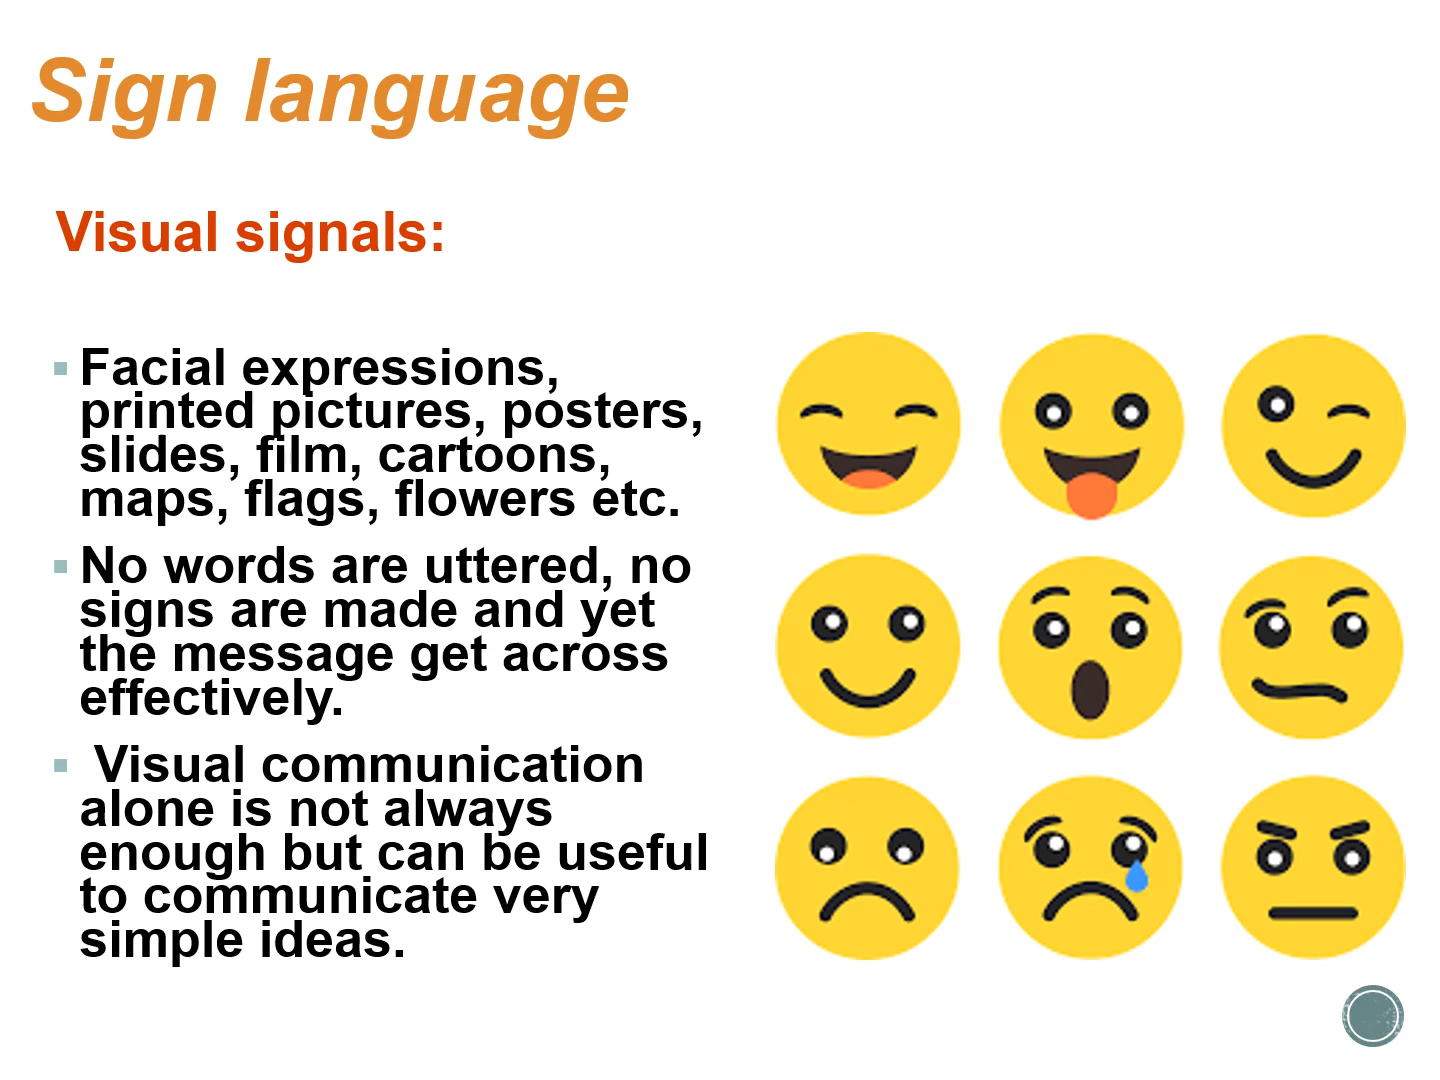 Sign language
Visual signals:
Facial expressions,
printed pictures, posters,
slides, film, cartoons,
maps, flags, flowers etc.
No words are uttered, no
signs are made and yet
the message get across
effectively.
Visual communication
alone is not always
enough but can be useful
to communicate very
simple ideas.